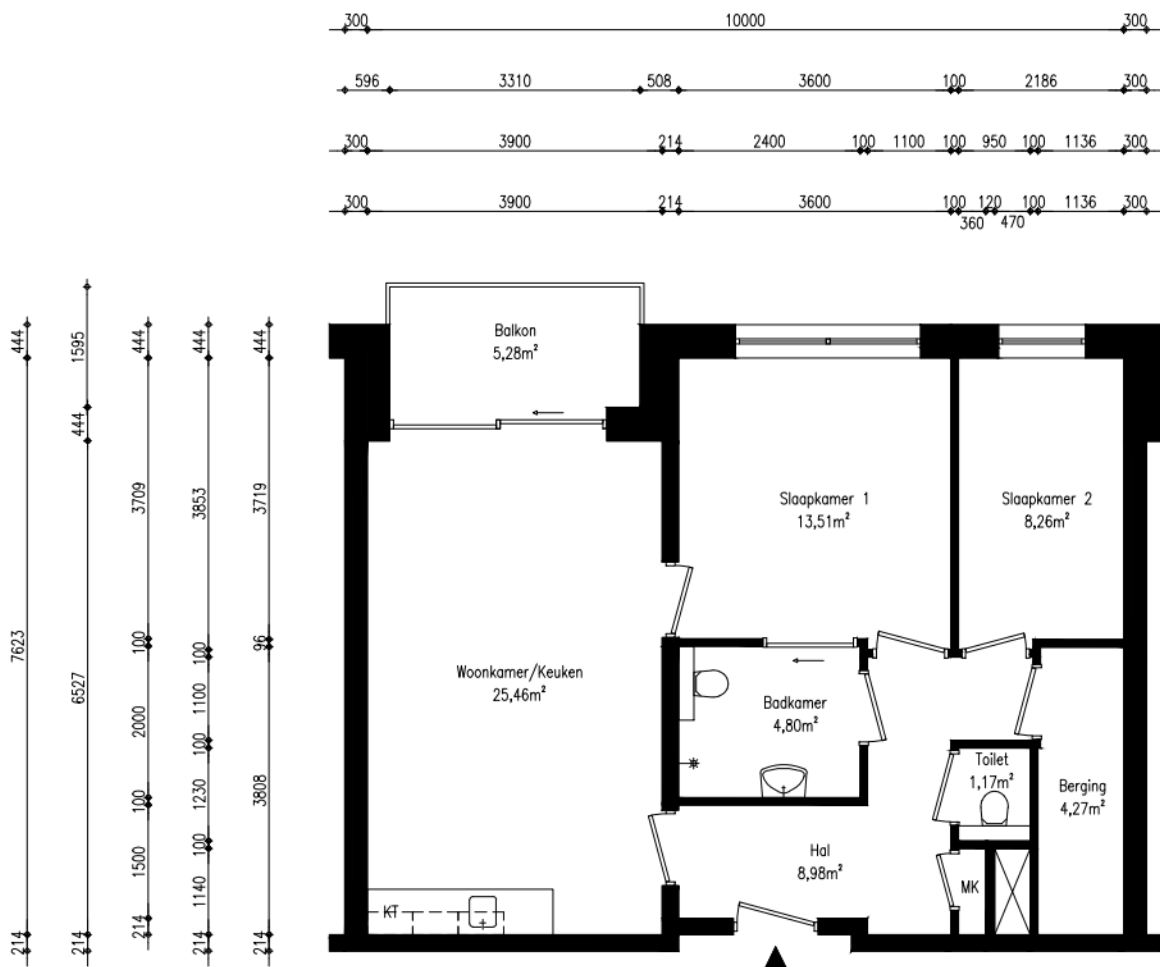 300 10000 300
596 3310 508 3600 100 2186 300
300 3900 214 2400 100 1100 100 950 100 1136 300
300 3900 214 3600 100 120 100 1136 300
360 470
444 7623 214
1595 444 6527 214
444 3709 100 2000 100 1500 214
444 3853 100 1100 100 1230 100 1140 214
444 3719 96 3808 214
Balkon
5,28m²
Slaapkamer 1
13,51m²
Slaapkamer 2
8,26m²
Woonkamer/Keuken
25,46m²
Badkamer
4,80m²
Toilet
1,17m²
Berging
4,27m²
Hal
8,98m²
MK
KT